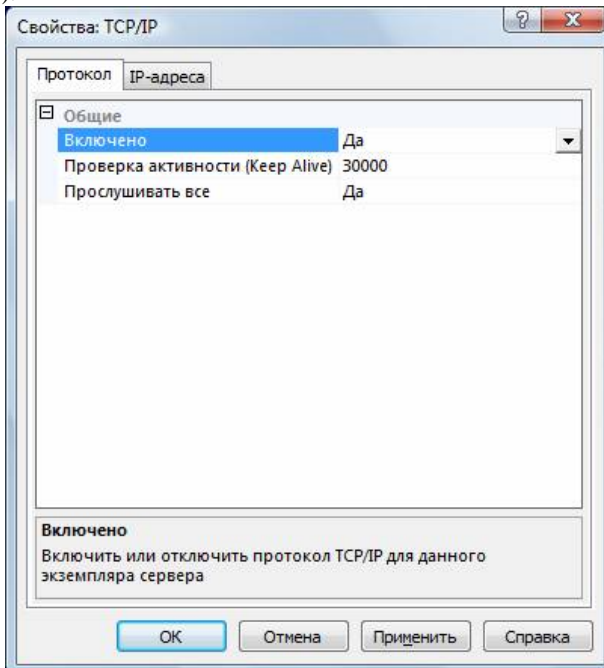 Свойства: TCP/IP
Протокол
IP-адреса
Общие
Включено Да
Проверка активности (Keep Alive) 30000
Прослушивать все Да
Включено
Включить или отключить протокол TCP/IP для данного
экземпляра сервера
OK Отмена Применить Справка